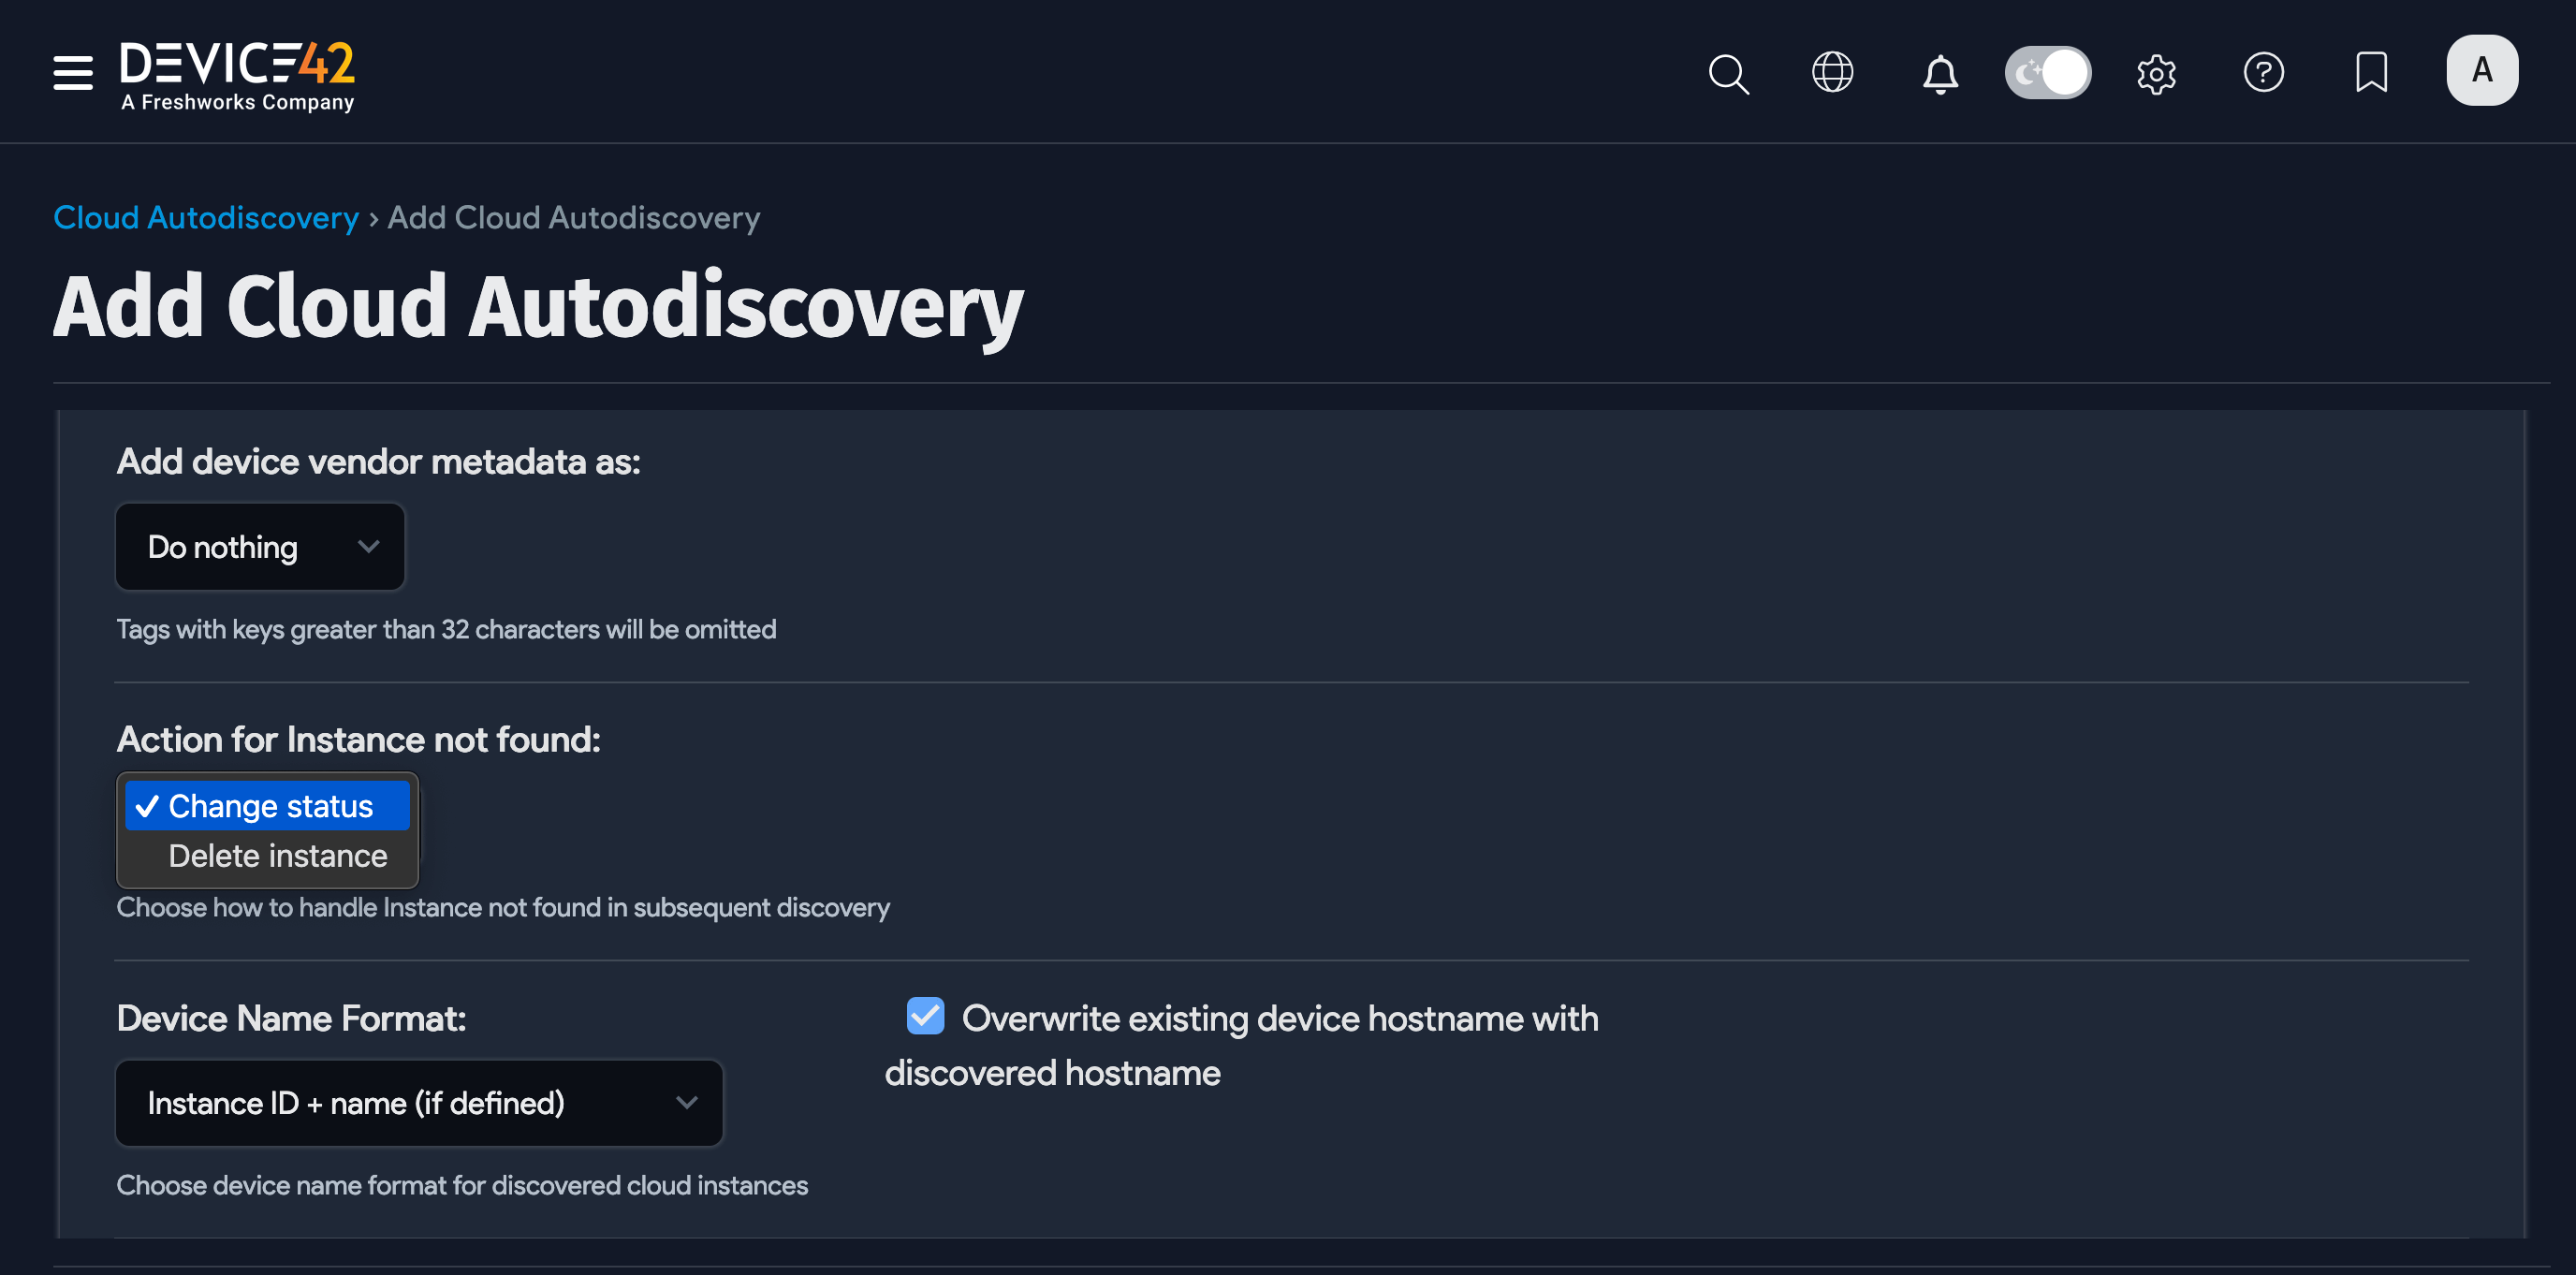 DEVICE42
A Freshworks Company
A
Cloud Autodiscovery › Add Cloud Autodiscovery
Add Cloud Autodiscovery
Add device vendor metadata as:
Do nothing
Tags with keys greater than 32 characters will be omitted
Action for Instance not found:
Change status
Delete instance
Choose how to handle Instance not found in subsequent discovery
Device Name Format:
Instance ID + name (if defined)
Choose device name format for discovered cloud instances
Overwrite existing device hostname with
discovered hostname